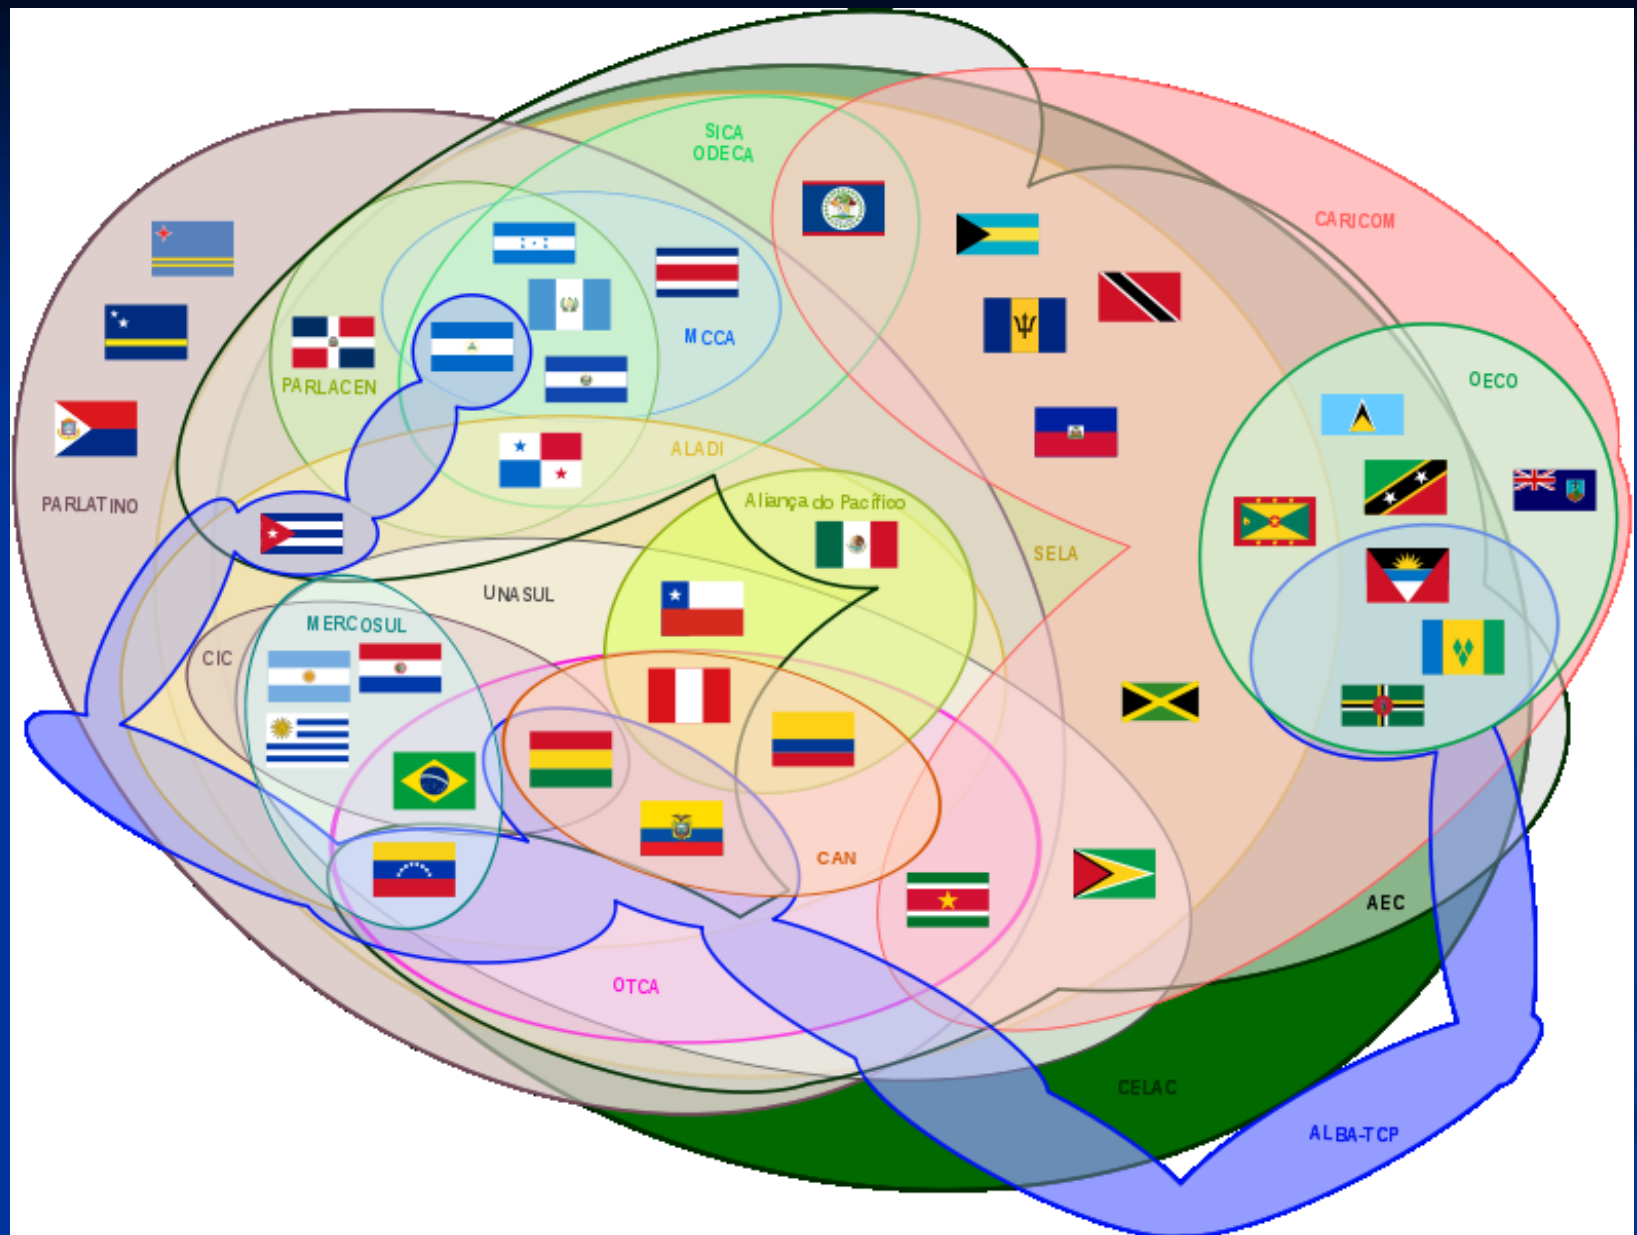 SICA
ODECA
CARICOM
MCCA
PARLACEN
OECO
ALADI
PARLATINO
Aliança do Pacífico
SELA
UNASUL
MERCOSUL
CIC
CAN
AEC
OTCA
CELAC
ALBA-TCP